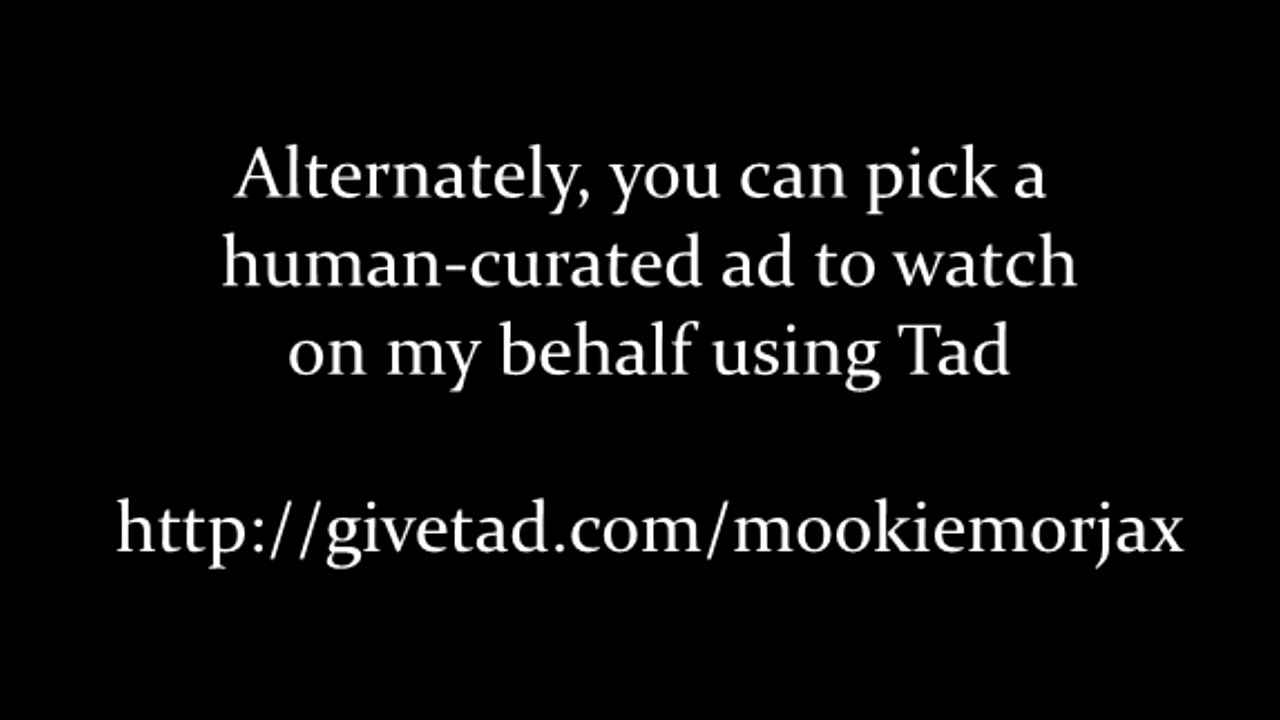 Alternately, you can pick a
human-curated ad to watch
on my behalf using Tad
http://givetad.com/mookiemorjax